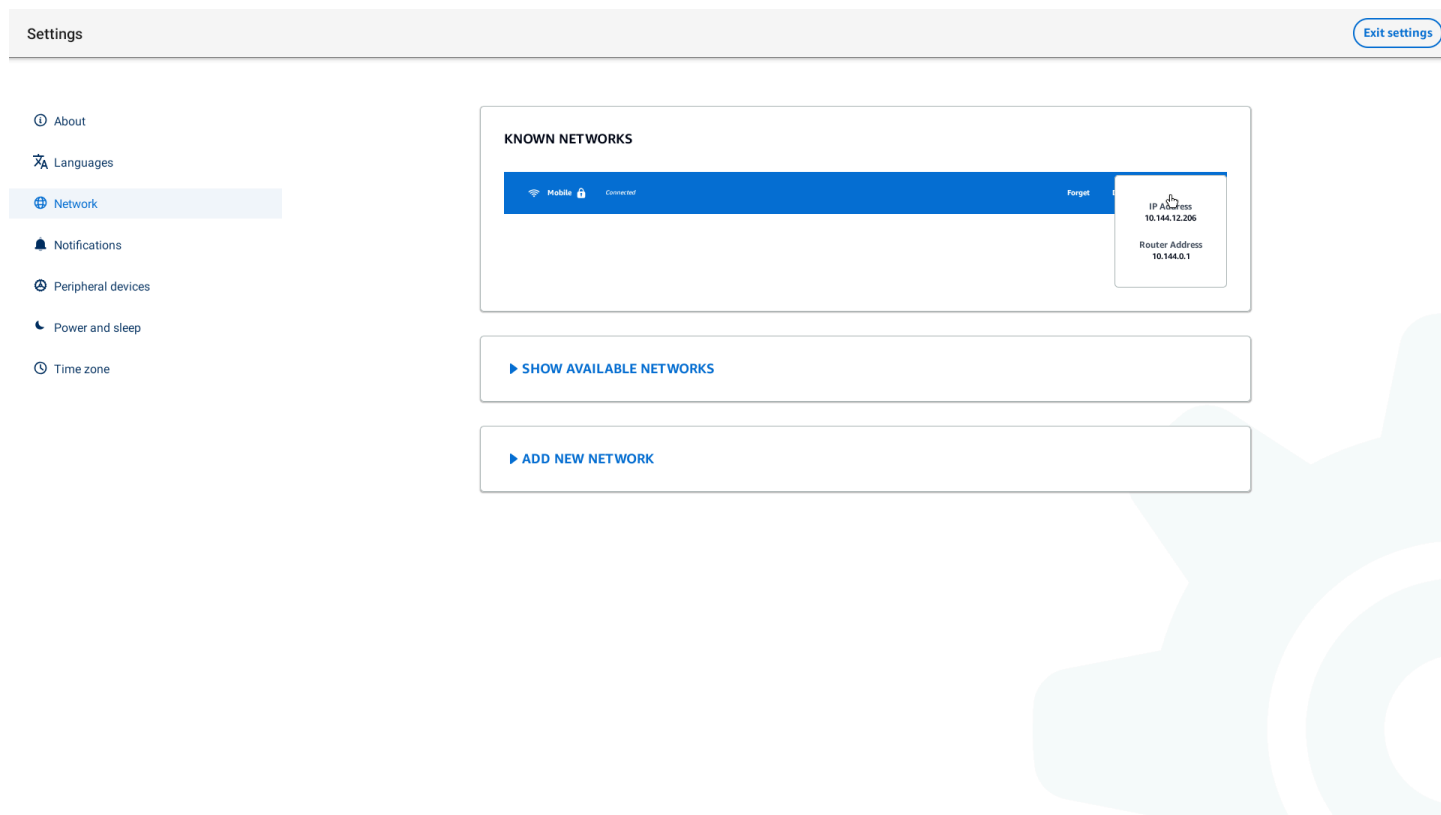 Settings
Exit settings
About
Languages
Network
Notifications
Peripheral devices
Power and sleep
Time zone
KNOWN NETWORKS
Mobile Connected Forget
IP Address
10.144.12.206
Router Address
10.144.0.1
SHOW AVAILABLE NETWORKS
ADD NEW NETWORK